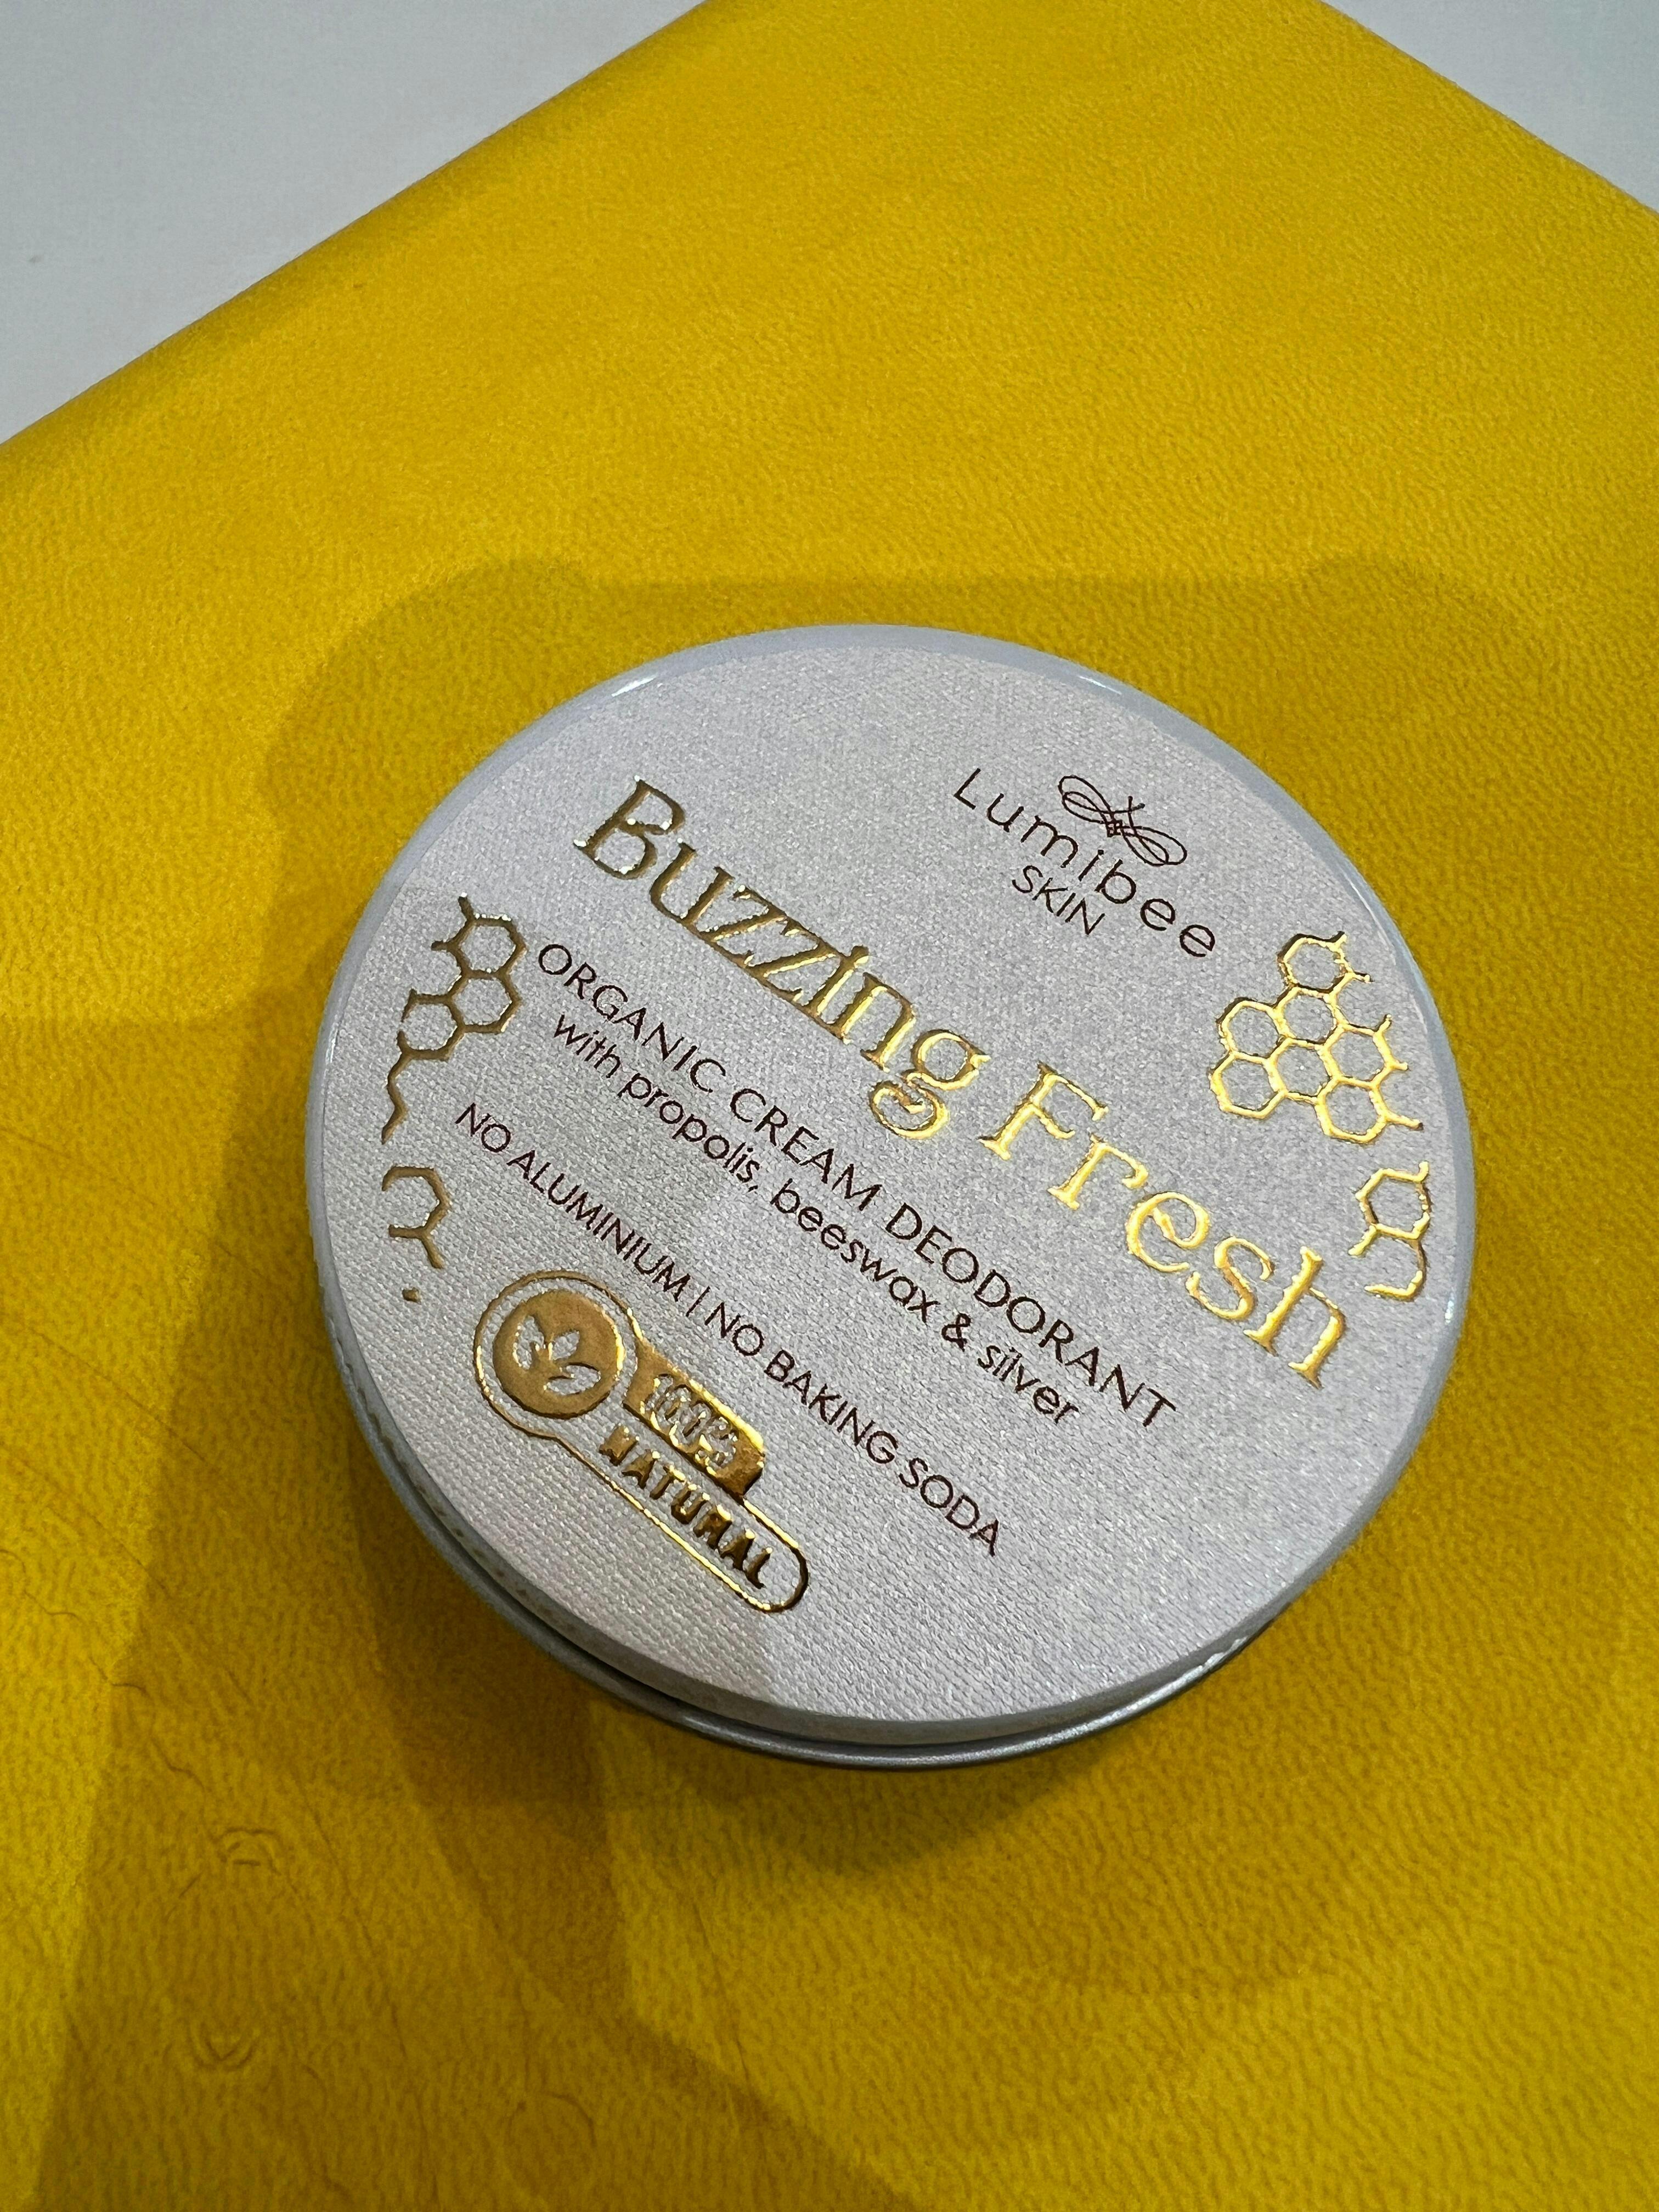 Lumibee
SKIN
Buzzing Fresh
ORGANIC CREAM DEODORANT
with propolis, beeswax & silver
NO ALUMINIUM | NO BAKING SODA
100%
NATURAL